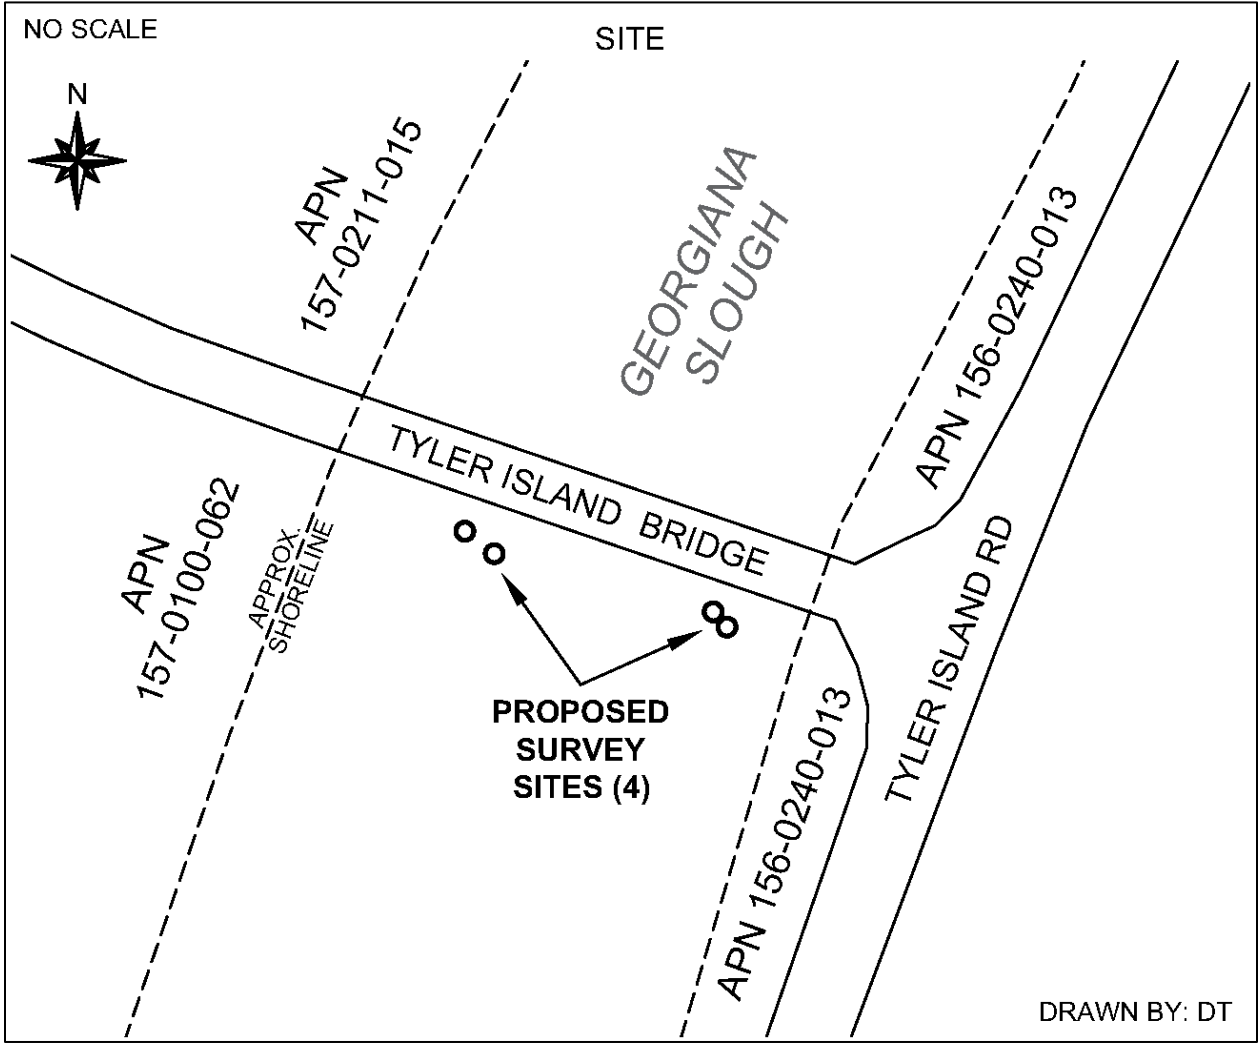 NO SCALE
SITE
N
APN
157-0211-015
GEORGIANA
SLOUGH
APN 156-0240-013
TYLER ISLAND BRIDGE
APN
157-0100-062
APPROX.
SHORELINE
TYLER ISLAND RD
PROPOSED
SURVEY
SITES (4)
APN 156-0240-013
DRAWN BY: DT